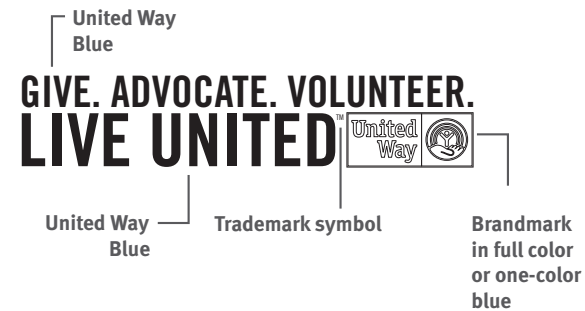 United Way
Blue
GIVE. ADVOCATE. VOLUNTEER.
LIVE UNITED™
United
Way
United Way
Blue
Trademark symbol
Brandmark
in full color
or one-color
blue